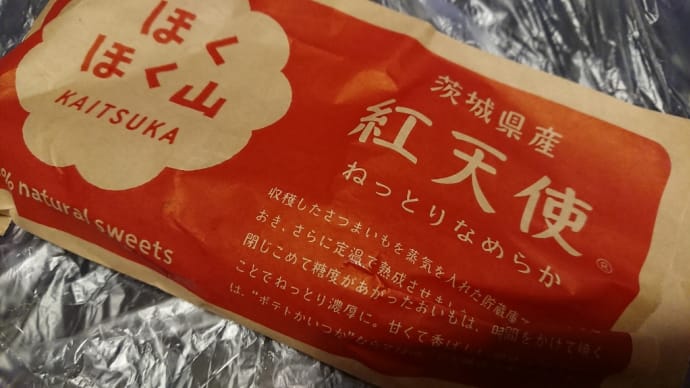 ほく
ほく山
KAITSUKA
% natural sweets
茨城県産
紅天使
ねっとりなめらか
収穫したさつまいもを蒸気を入れた貯蔵庫
おき、さらに定温で熟成させ
閉じこめて糖度があがったおいもは、時間をかけて焼く
ことでねっとり濃厚に。甘くて香ば
は、"ポテトかいつか"なら